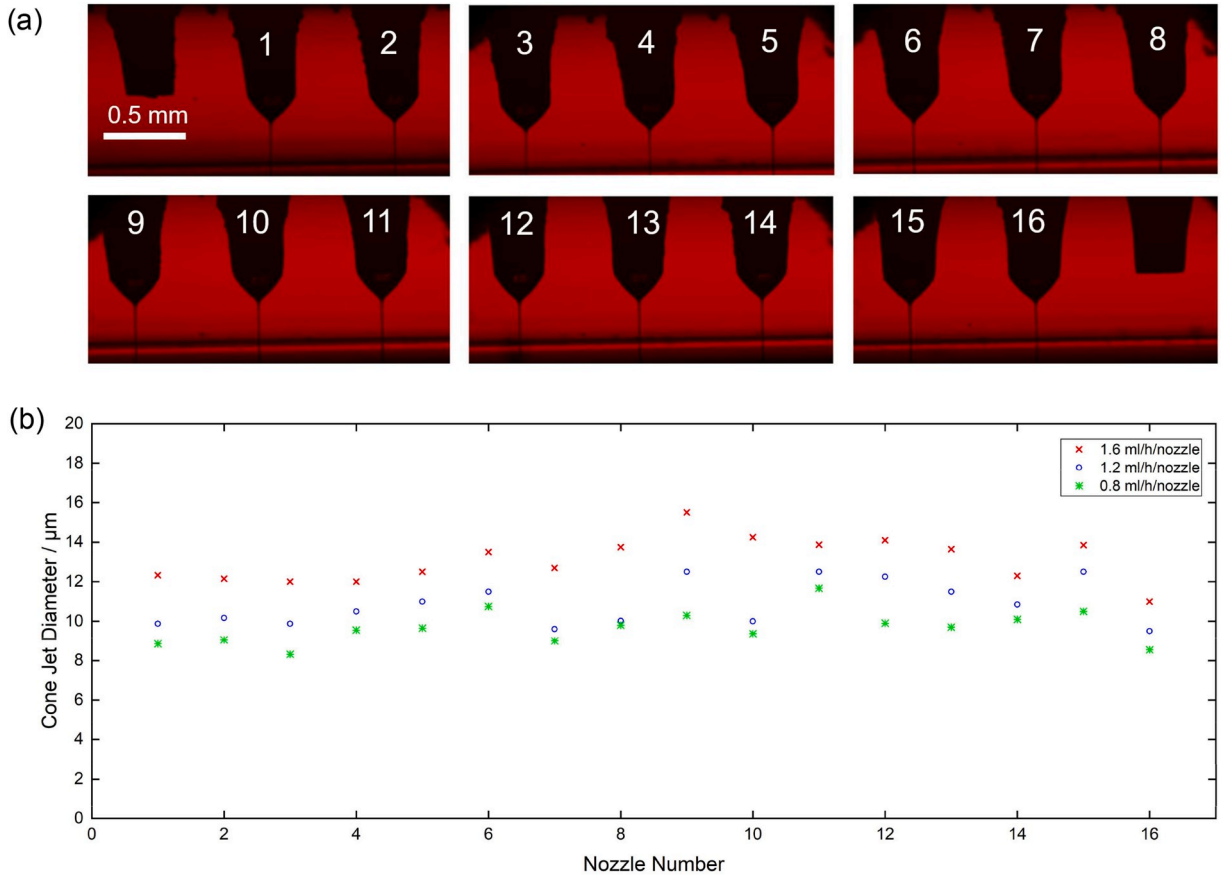 (a)
1 2
0.5 mm
3 4 5
6 7 8
9 10 11
12 13 14
15 16
(b)
20
18
16
14
12
10
8
6
4
2
0
Cone Jet Diameter / µm
× 1.6 ml/h/nozzle
○ 1.2 ml/h/nozzle
✳ 0.8 ml/h/nozzle
0 2 4 6 8 10 12 14 16
Nozzle Number